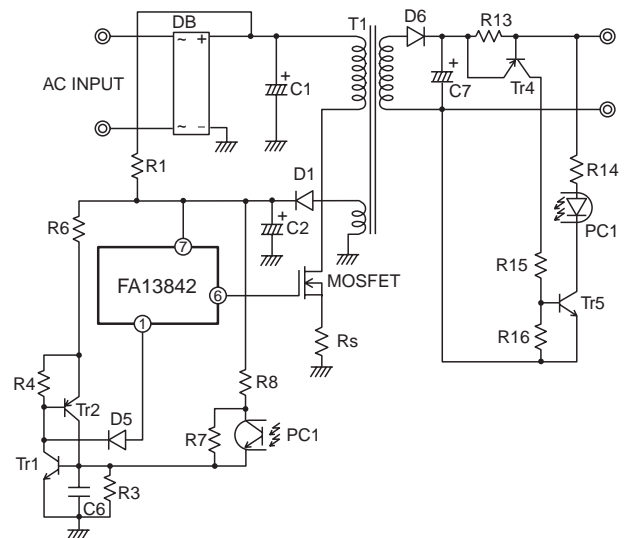 DB
T1
D6
R13
~ +
~ −
AC INPUT
+
C1
+
C7
Tr4
R1
D1
R14
R6
+
C2
PC1
7
FA13842
6
MOSFET
R15
1
Rs
R16
Tr5
R4
Tr2
D5
R8
R7
PC1
Tr1
C6
R3